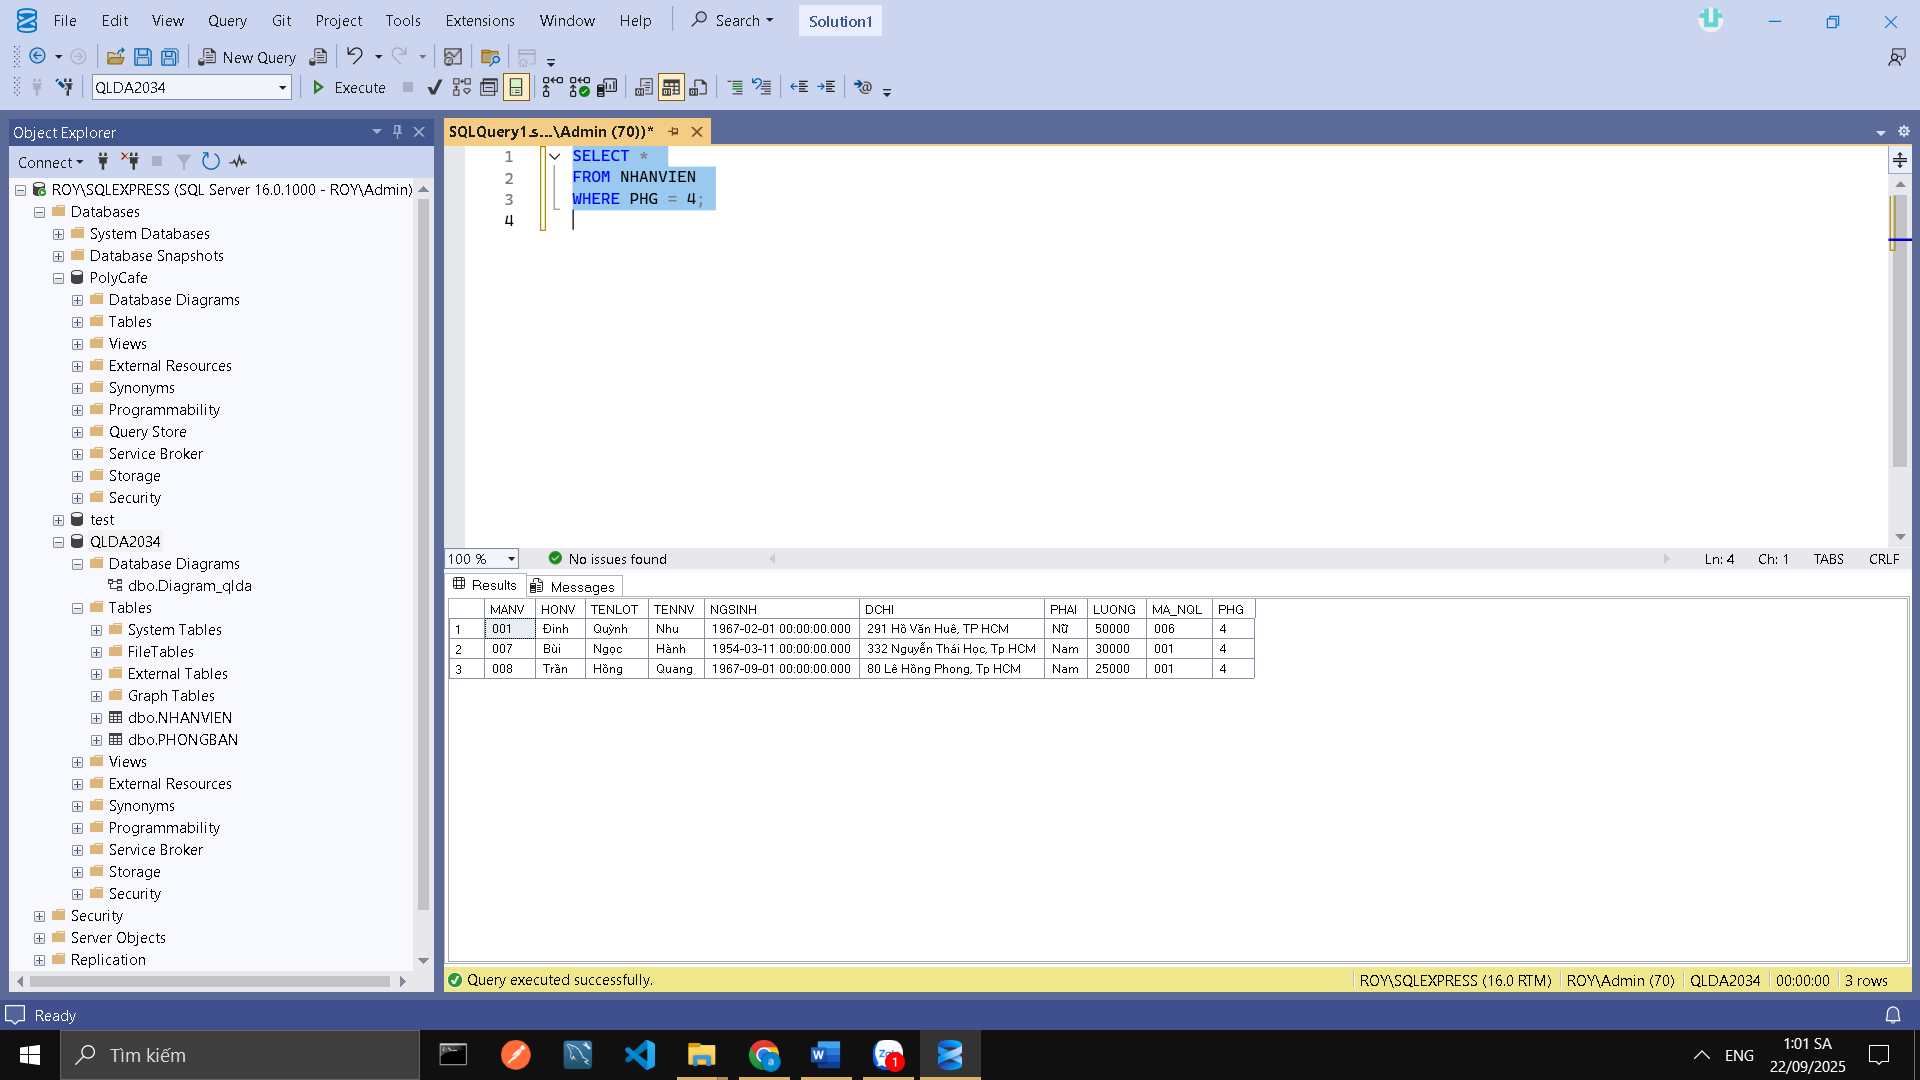 File Edit View Query Git Project Tools Extensions Window Help Search Solution1
New Query
QLDA2034 Execute
Object Explorer
Connect
ROY\SQLEXPRESS (SQL Server 16.0.1000 - ROY\Admin)
Databases
System Databases
Database Snapshots
PolyCafe
Database Diagrams
Tables
Views
External Resources
Synonyms
Programmability
Query Store
Service Broker
Storage
Security
test
QLDA2034
Database Diagrams
dbo.Diagram_qlda
Tables
System Tables
FileTables
External Tables
Graph Tables
dbo.NHANVIEN
dbo.PHONGBAN
Views
External Resources
Synonyms
Programmability
Service Broker
Storage
Security
Security
Server Objects
Replication
SQLQuery1.s...\Admin (70))*
1 SELECT *
2 FROM NHANVIEN
3 WHERE PHG = 4;
4
100 % No issues found Ln: 4 Ch: 1 TABS CRLF
Results Messages
MANV HONV TENLOT TENNV NGSINH DCHI PHAI LUONG MA_NQL PHG
1 001 Đinh Quỳnh Như 1967-02-01 00:00:00.000 291 Hồ Văn Huê, TP HCM Nữ 50000 006 4
2 007 Bùi Ngọc Hành 1954-03-11 00:00:00.000 332 Nguyễn Thái Học, Tp HCM Nam 30000 001 4
3 008 Trần Hồng Quang 1967-09-01 00:00:00.000 80 Lê Hồng Phong, Tp HCM Nam 25000 001 4
Query executed successfully. ROY\SQLEXPRESS (16.0 RTM) ROY\Admin (70) QLDA2034 00:00:00 3 rows
Ready
Tìm kiếm
1
ENG
1:01 SA
22/09/2025